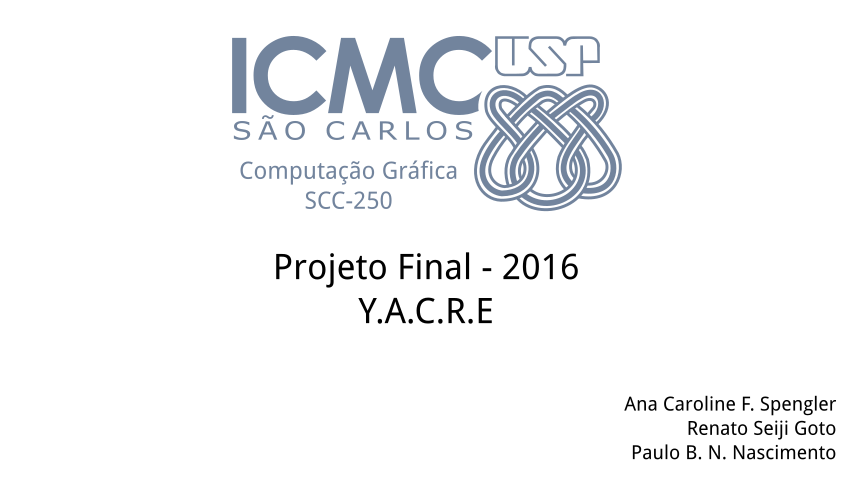 ICMC USP
SÃO CARLOS
Computação Gráfica
SCC-250
Projeto Final - 2016
Y.A.C.R.E
Ana Caroline F. Spengler
Renato Seiji Goto
Paulo B. N. Nascimento